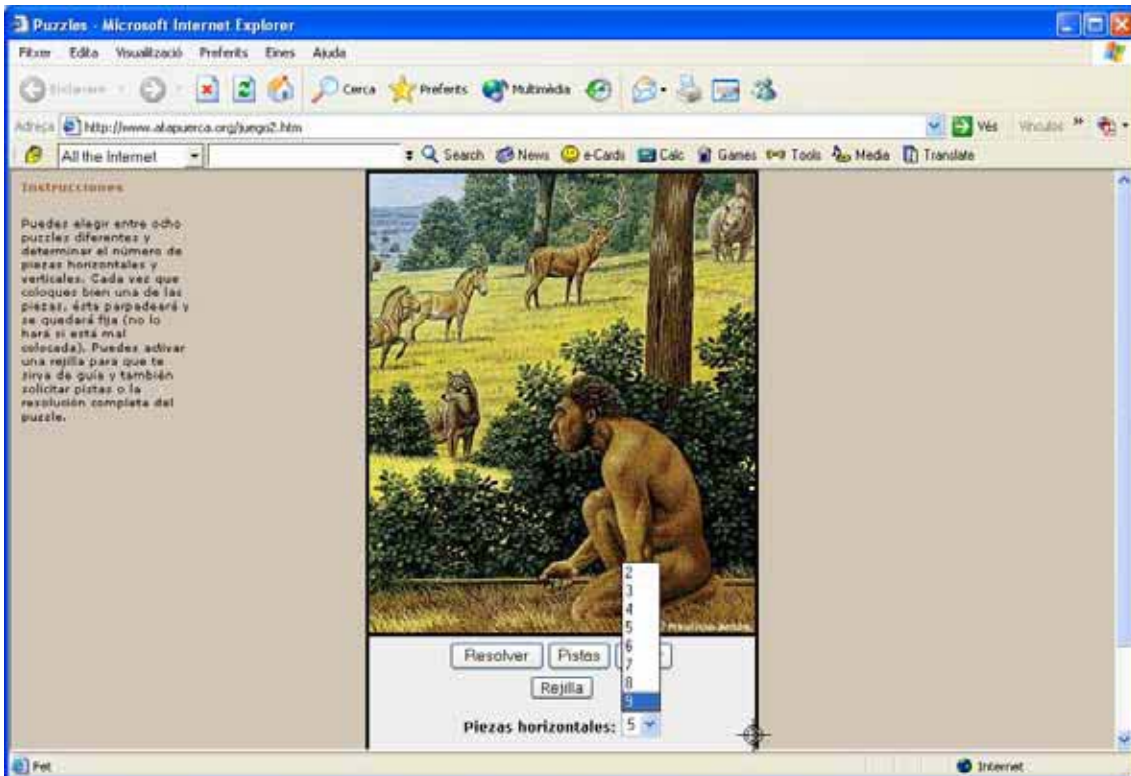 Puzzles - Microsoft Internet Explorer
Fitxer Edita Visualització Preferits Eines Ajuda
Cerca Preferits Multimèdia
Adreça http://www.atapuerca.org/juego2.htm Vés Vínculos »
All the Internet Search News e-Cards Calc Games Tools Media Translate
Instrucciones
Puedes elegir entre ocho
puzzles diferentes y
determinar el número de
piezas horizontales y
verticales. Cada vez que
coloques bien una de las
piezas, ésta parpadeará y
se quedará fija (no lo
hará si está mal
colocada). Puedes activar
una rejilla para que te
sirva de guía y también
solicitar pistas o la
resolución completa del
puzzle.
2
3
4
5
6
7
8
9
Resolver Pistas
Rejilla
Piezas horizontales: 5
Fet Internet